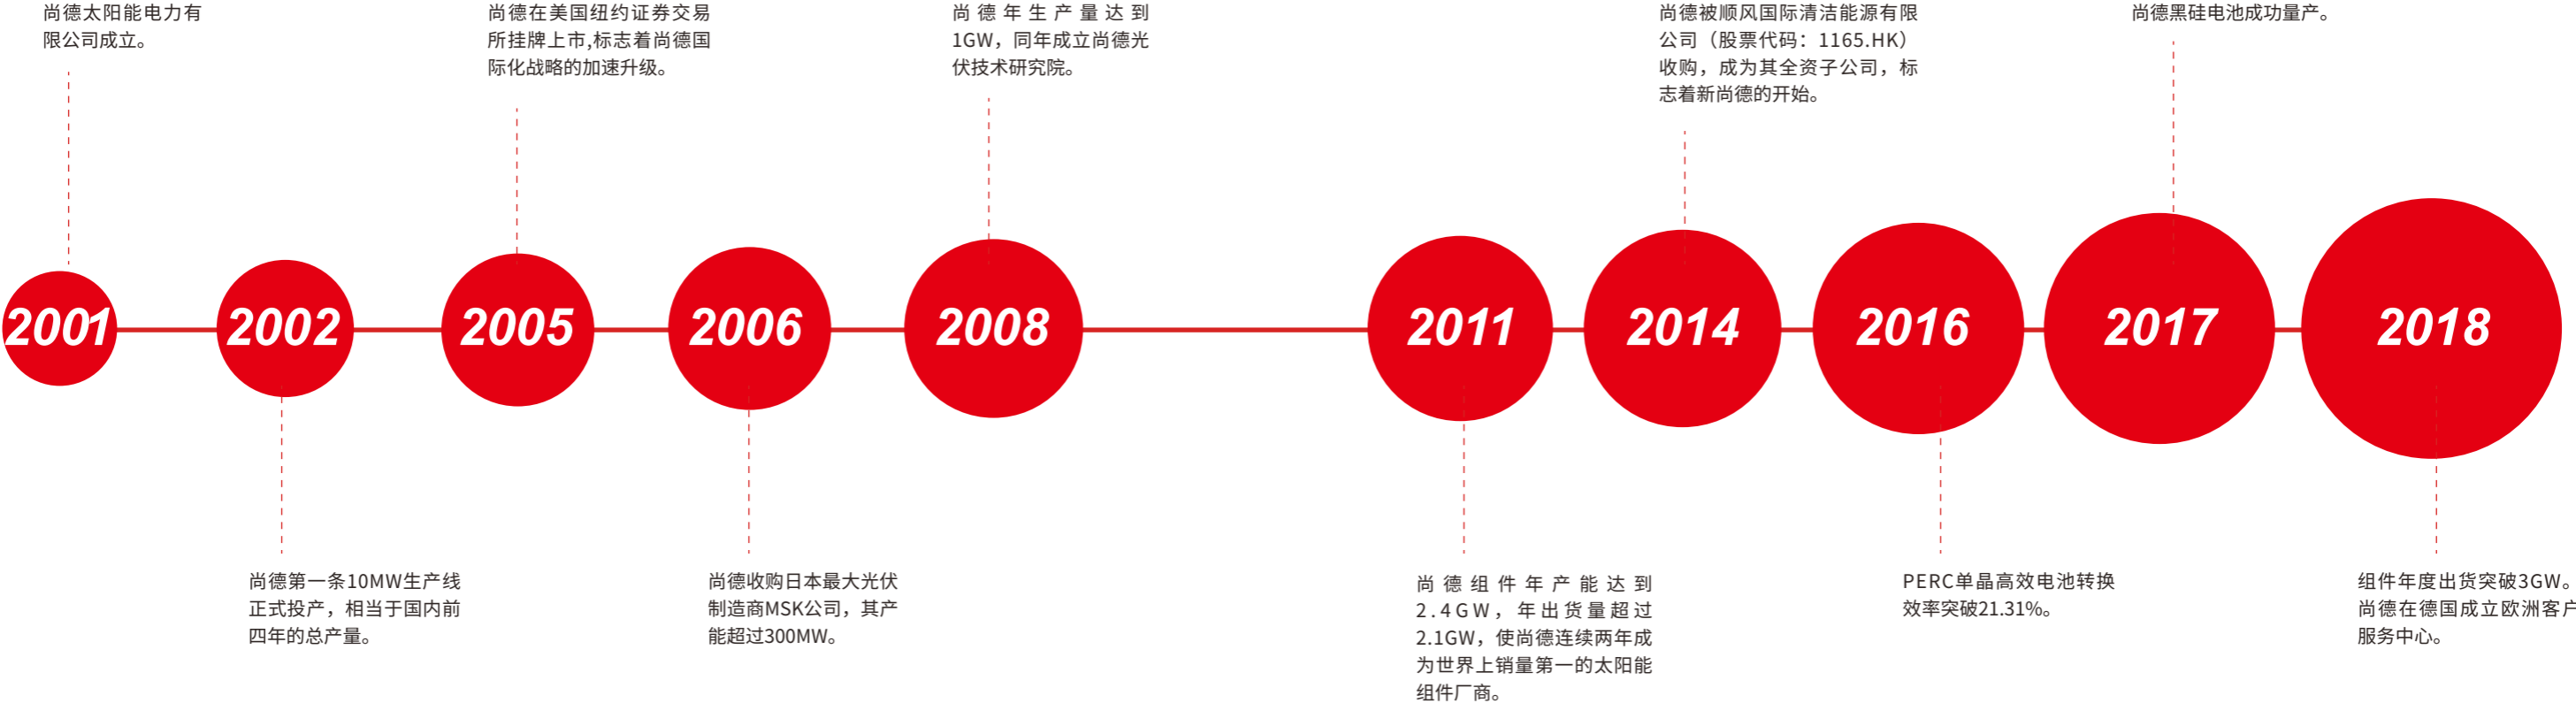 尚德太阳能电力有
限公司成立。
尚德在美国纽约证券交易
所挂牌上市,标志着尚德国
际化战略的加速升级。
尚德年生产量达到
1GW，同年成立尚德光
伏技术研究院。
尚德被顺风国际清洁能源有限
公司（股票代码：1165.HK）
收购，成为其全资子公司，标
志着新尚德的开始。
尚德黑硅电池成功量产。
2001
2002
2005
2006
2008
2011
2014
2016
2017
2018
尚德第一条10MW生产线
正式投产，相当于国内前
四年的总产量。
尚德收购日本最大光伏
制造商MSK公司，其产
能超过300MW。
尚德组件年产能达到
2.4GW，年出货量超过
2.1GW，使尚德连续两年成
为世界上销量第一的太阳能
组件厂商。
PERC单晶高效电池转换
效率突破21.31%。
组件年度出货突破3GW。
尚德在德国成立欧洲客户
服务中心。